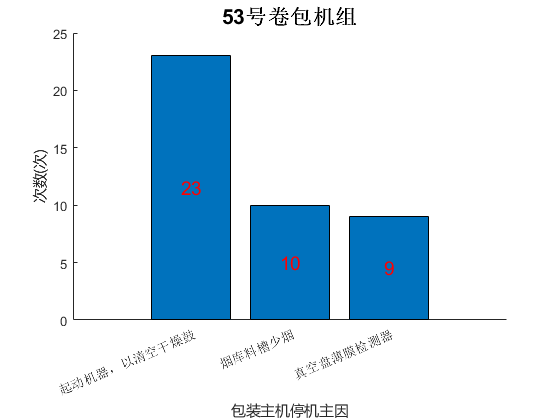 53号卷包机组
次数(次)
25
20
15
10
5
0
23
10
9
起动机器，以清空干燥鼓
烟库料槽少烟
真空盘薄膜检测器
包装主机停机主因